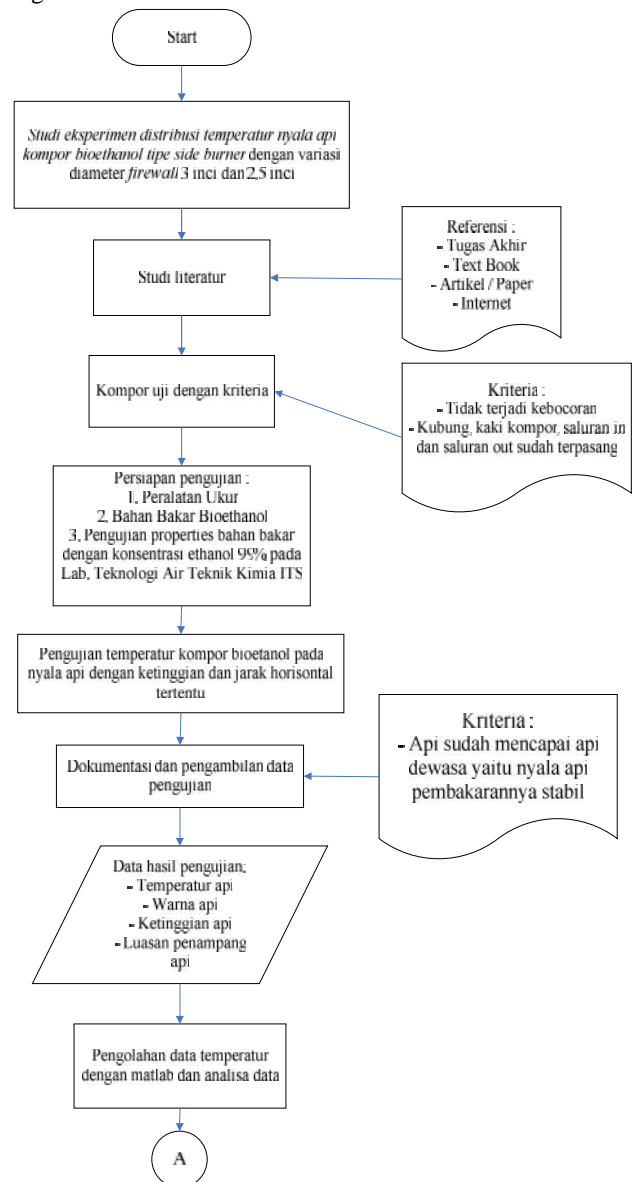 Start
Studi eksperimen distribusi temperatur nyala api
kompor bioethanol tipe side burner dengan variasi
diameter firewall 3 inci dan 2,5 inci
Studi literatur
Referensi :
- Tugas Akhir
- Text Book
- Artikel / Paper
- Internet
Kompor uji dengan kriteria
Kriteria :
- Tidak terjadi kebocoran
- Kubung, kaki kompor, saluran in
dan saluran out sudah terpasang
Persiapan pengujian :
1. Peralatan Ukur
2. Bahan Bakar Bioethanol
3. Pengujian properties bahan bakar
dengan konsentrasi ethanol 99% pada
Lab. Teknologi Air Teknik Kimia ITS
Pengujian temperatur kompor bioetanol pada
nyala api dengan ketinggian dan jarak horisontal
tertentu
Dokumentasi dan pengambilan data
pengujian
Kriteria :
- Api sudah mencapai api
dewasa yaitu nyala api
pembakarannya stabil
Data hasil pengujian:
- Temperatur api
- Warna api
- Ketinggian api
- Luasan penampang
api
Pengolahan data temperatur
dengan matlab dan analisa data
A